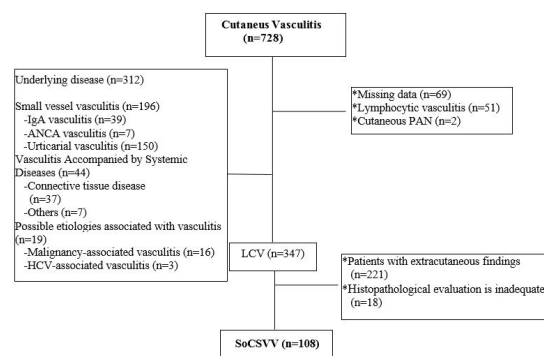 Cutaneus Vasculitis
(n=728)
Underlying disease (n=312)
Small vessel vasculitis (n=196)
-IgA vasculitis (n=39)
-ANCA vasculitis (n=7)
-Urticarial vasculitis (n=150)
Vasculitis Accompanied by Systemic
Diseases (n=44)
-Connective tissue disease
(n=37)
-Others (n=7)
Possible etiologies associated with vasculitis
(n=19)
-Malignancy-associated vasculitis (n=16)
-HCV-associated vasculitis (n=3)
*Missing data (n=69)
*Lymphocytic vasculitis (n=51)
*Cutaneous PAN (n=2)
LCV (n=347)
*Patients with extracutaneous findings
(n=221)
*Histopathological evaluation is inadequate
(n=18)
SoCSVV (n=108)